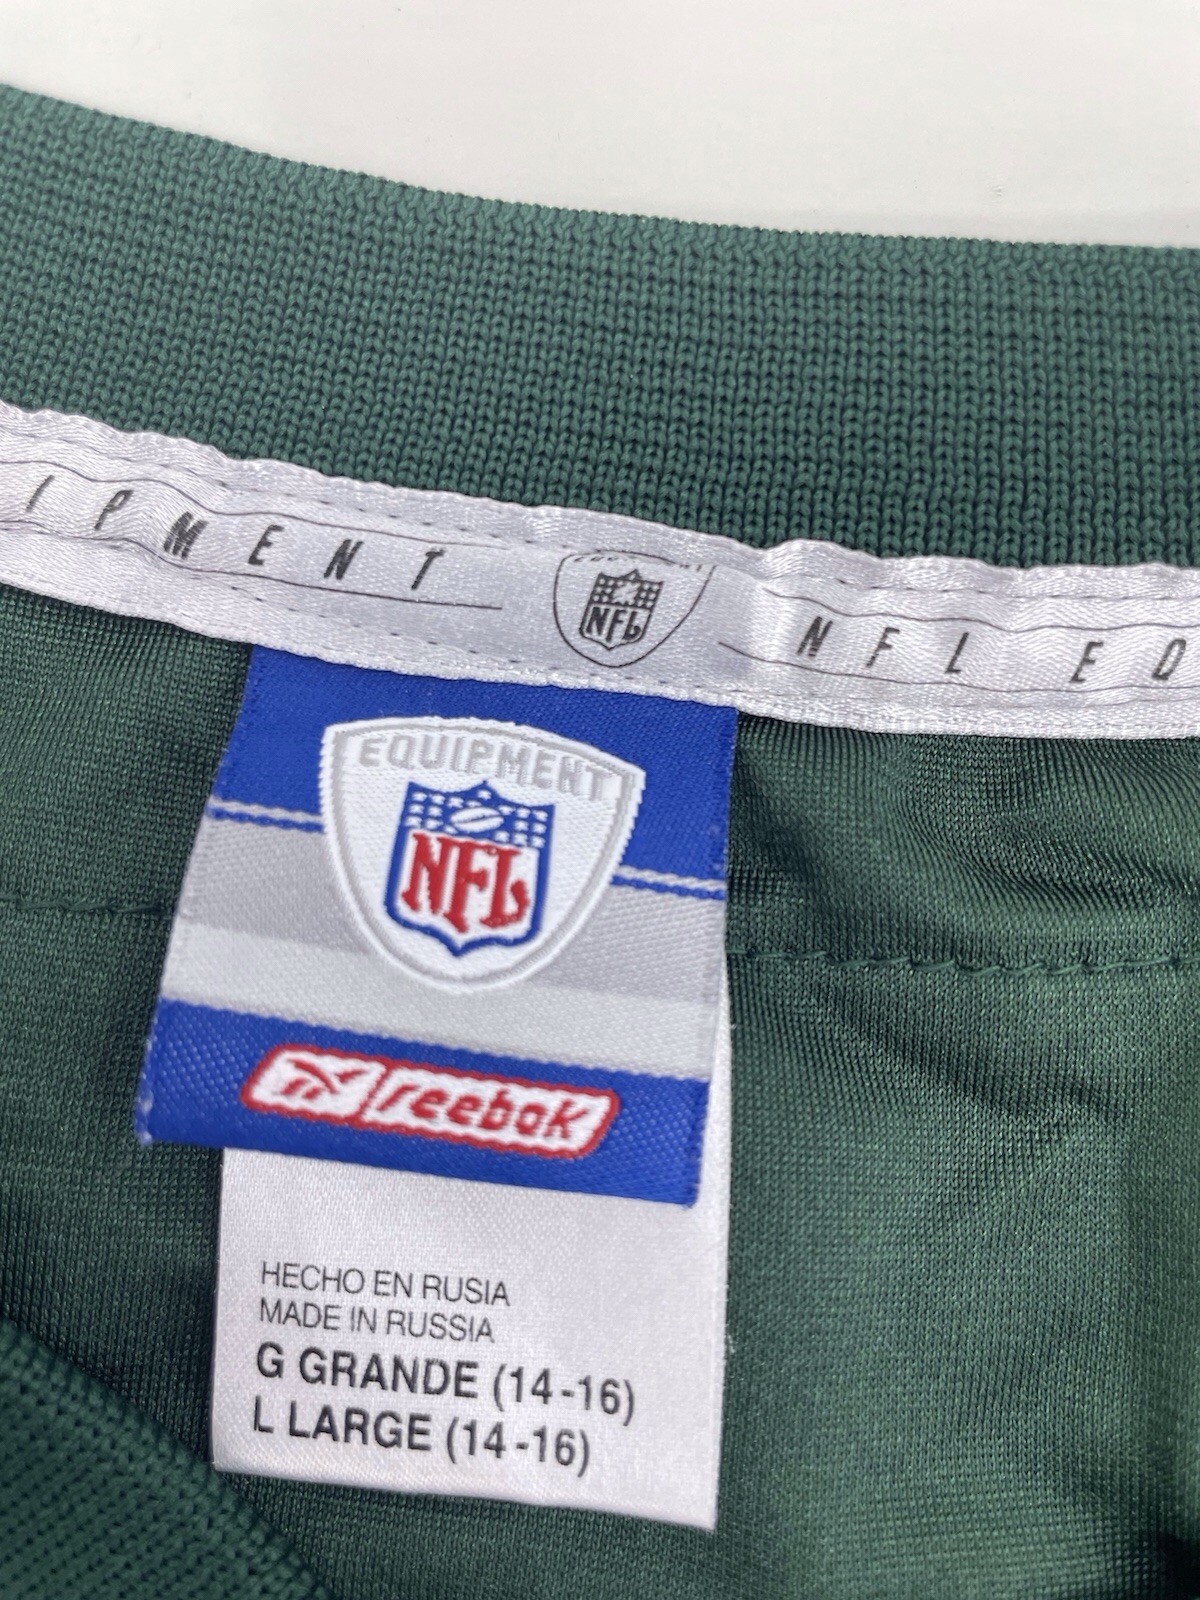 IPMENT NFL NFL EQ
EQUIPMENT
NFL
reebok
HECHO EN RUSIA
MADE IN RUSSIA
G GRANDE (14-16)
L LARGE (14-16)